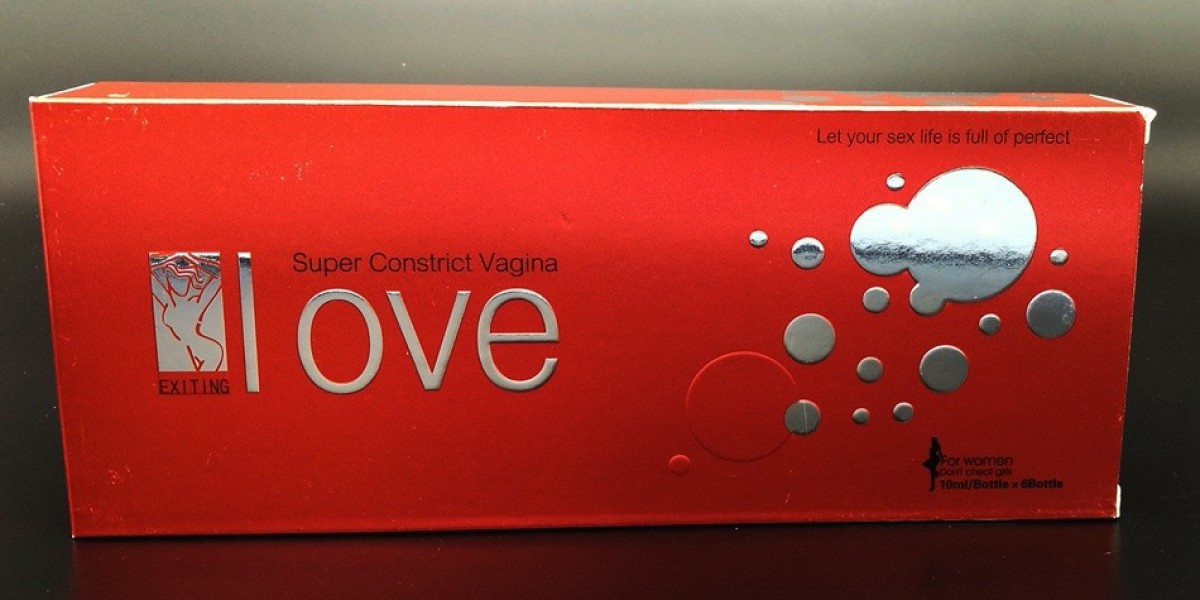 Let your sex life is full of perfect
Super Constrict Vagina
love
EXITING
For women
Don't cheat girls
10ml/Bottle × 6Bottle